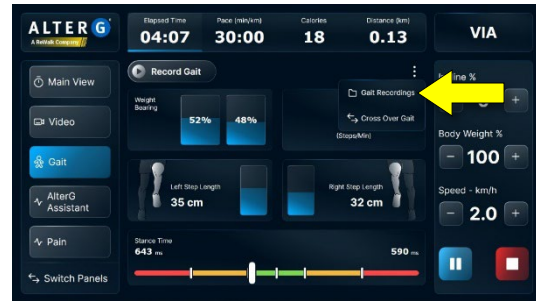 ALTER G
A ReWalk Company
Elapsed Time
04:07
Pace (min/km)
30:00
Calories
18
Distance (km)
0.13
VIA
Main View
Video
Gait
AlterG
Assistant
Pain
Switch Panels
Record Gait
Gait Recordings
Cross Over Gait
Weight
Bearing
52%
48%
(Steps/Min)
Left Step Length
35 cm
Right Step Length
32 cm
Stance Time
643 ms
590 ms
%
Body Weight %
- 100 +
Speed - km/h
- 2.0 +
+